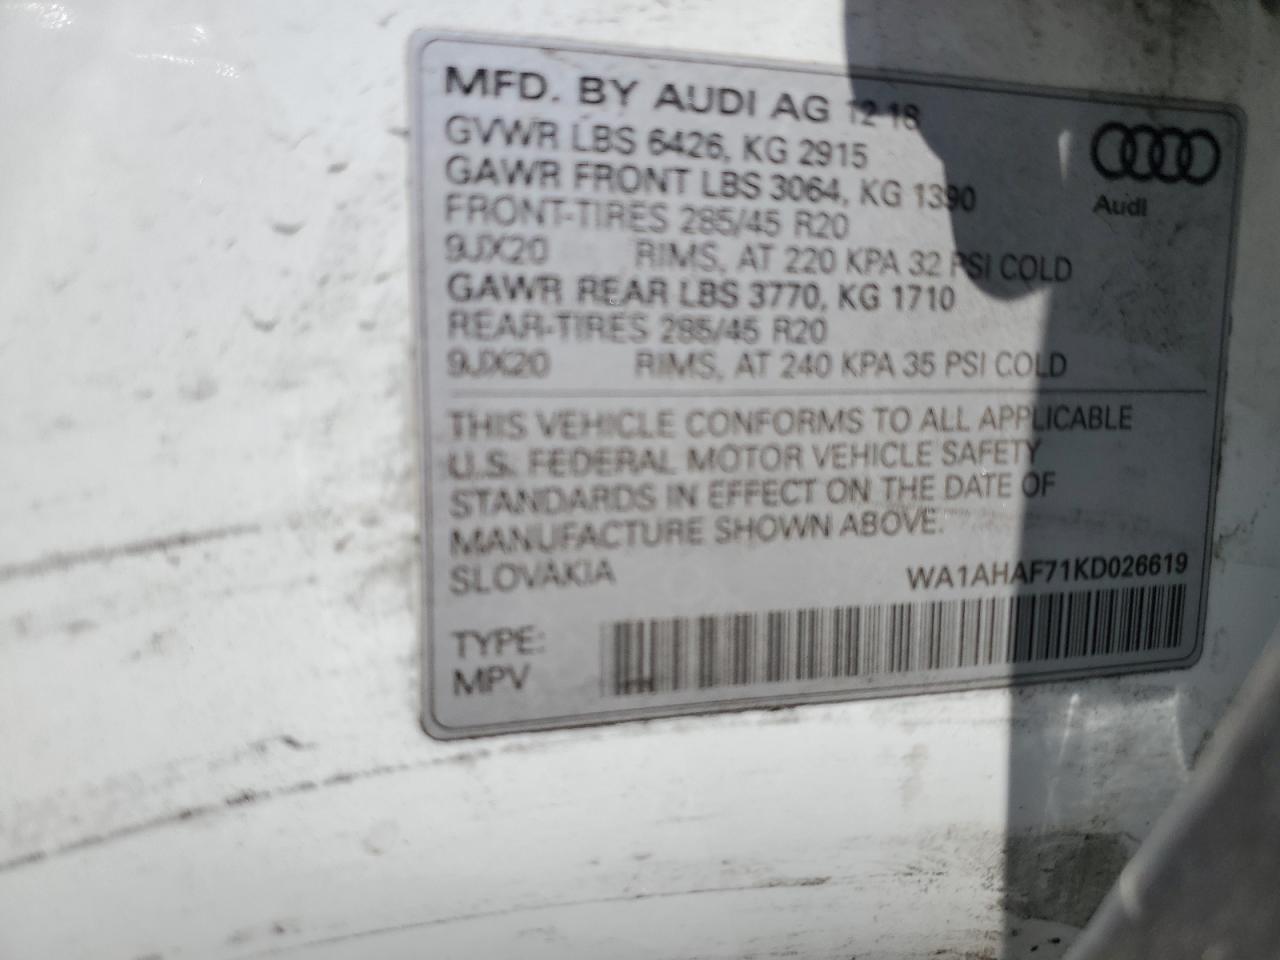 MFD. BY AUDI AG 12-18
GVWR LBS 6426, KG 2915
GAWR FRONT LBS 3064, KG 1390
FRONT-TIRES 285/45 R20
9JX20 RIMS, AT 220 KPA 32 PSI COLD
GAWR REAR LBS 3770, KG 1710
REAR-TIRES 285/45 R20
9JX20 RIMS, AT 240 KPA 35 PSI COLD
Audi
THIS VEHICLE CONFORMS TO ALL APPLICABLE
U.S. FEDERAL MOTOR VEHICLE SAFETY
STANDARDS IN EFFECT ON THE DATE OF
MANUFACTURE SHOWN ABOVE.
SLOVAKIA
WA1AHAF71KD026619
TYPE:
MPV